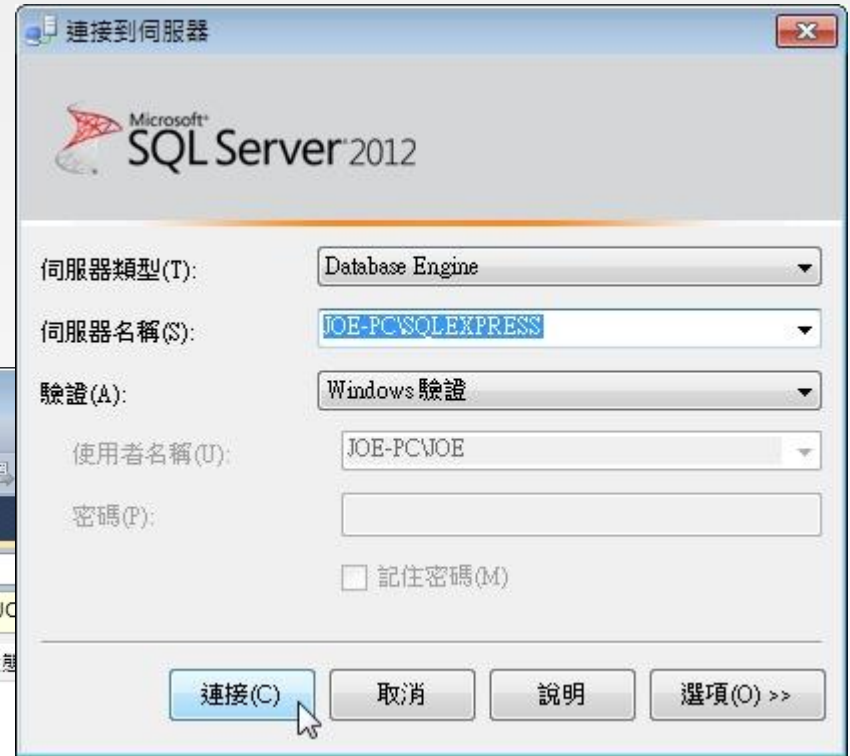 連接到伺服器
Microsoft®
SQL Server® 2012
伺服器類型(T): Database Engine
伺服器名稱(S): JOE-PC\SQLEXPRESS
驗證(A): Windows 驗證
使用者名稱(U): JOE-PC\JOE
密碼(P):
記住密碼(M)
連接(C) 取消 說明 選項(O) >>